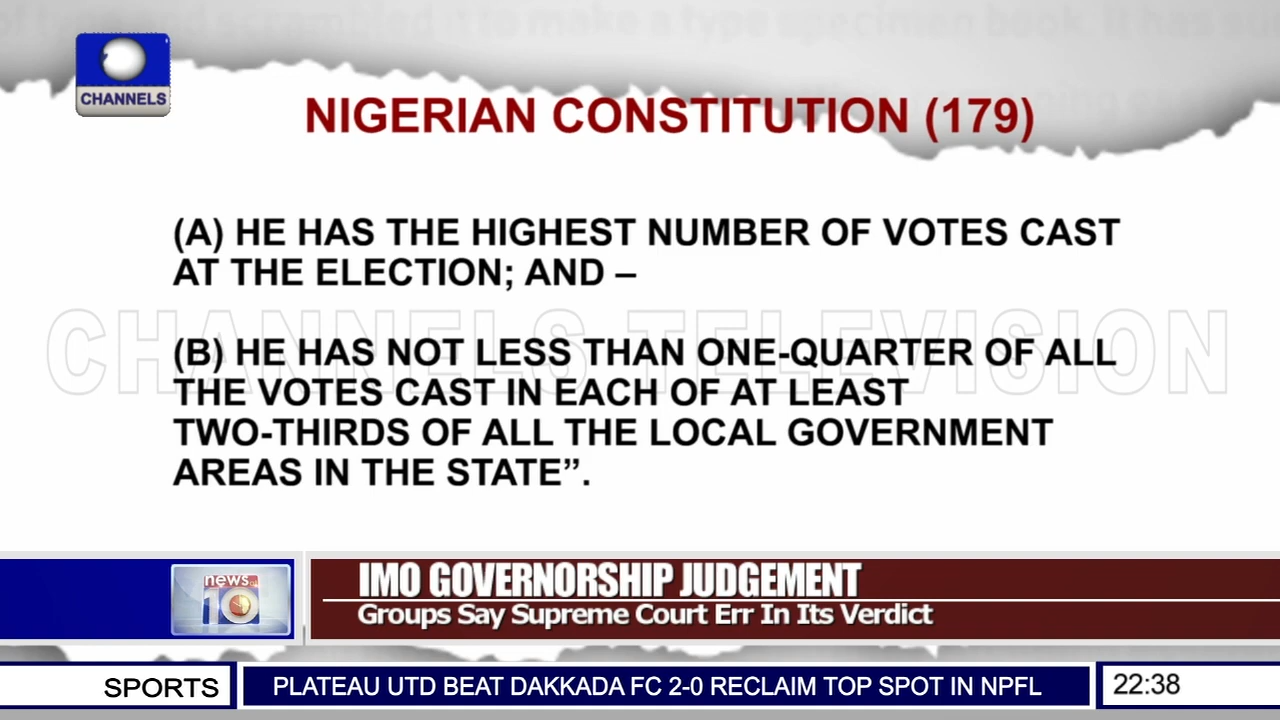 CHANNELS
NIGERIAN CONSTITUTION (179)
(A) HE HAS THE HIGHEST NUMBER OF VOTES CAST
AT THE ELECTION; AND –
CHANNELS TELEVISION
(B) HE HAS NOT LESS THAN ONE-QUARTER OF ALL
THE VOTES CAST IN EACH OF AT LEAST
TWO-THIRDS OF ALL THE LOCAL GOVERNMENT
AREAS IN THE STATE”.
news
10
IMO GOVERNORSHIP JUDGEMENT
Groups Say Supreme Court Err In Its Verdict
SPORTS
PLATEAU UTD BEAT DAKKADA FC 2-0 RECLAIM TOP SPOT IN NPFL
22:38